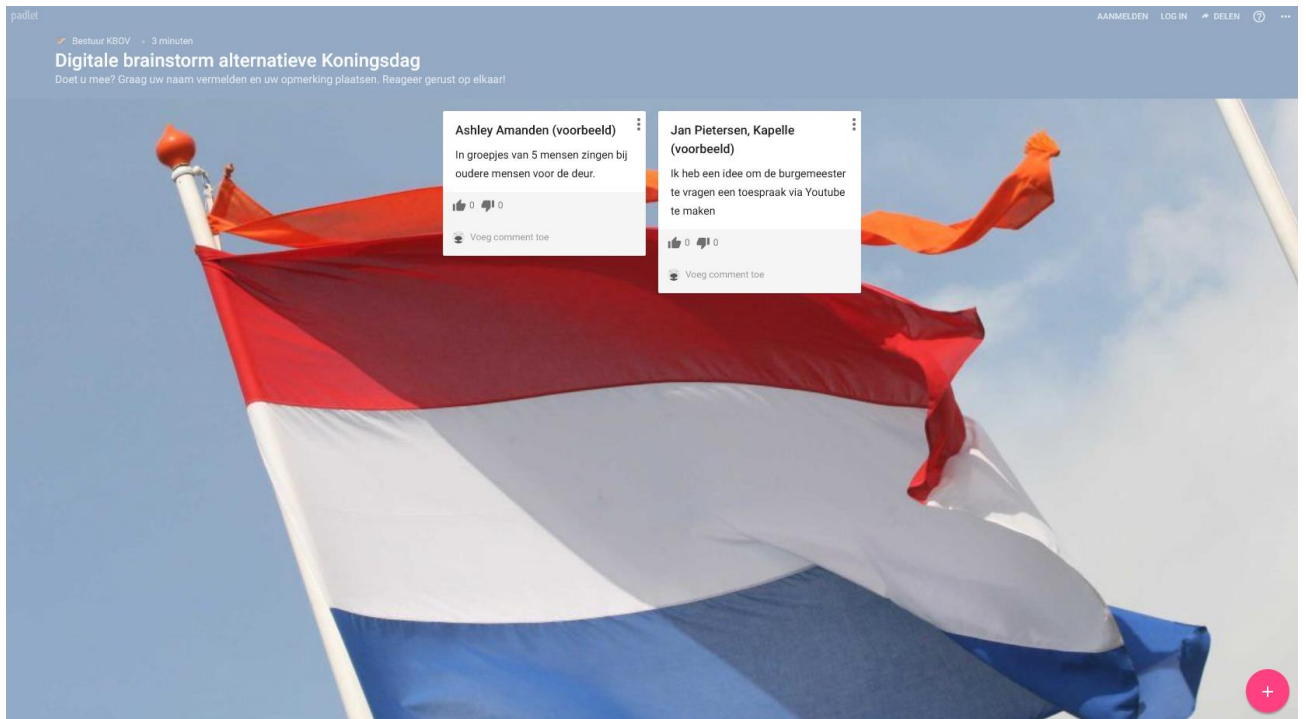 padlet
AANMELDEN LOG IN DELEN ? ...
Bestuur KBOV • 3 minuten
Digitale brainstorm alternatieve Koningsdag
Doet u mee? Graag uw naam vermelden en uw opmerking plaatsen. Reageer gerust op elkaar!
Ashley Amanden (voorbeeld)
In groepjes van 5 mensen zingen bij
oudere mensen voor de deur.
0 0
Voeg comment toe
Jan Pietersen, Kapelle
(voorbeeld)
Ik heb een idee om de burgemeester
te vragen een toespraak via Youtube
te maken
0 0
Voeg comment toe
+